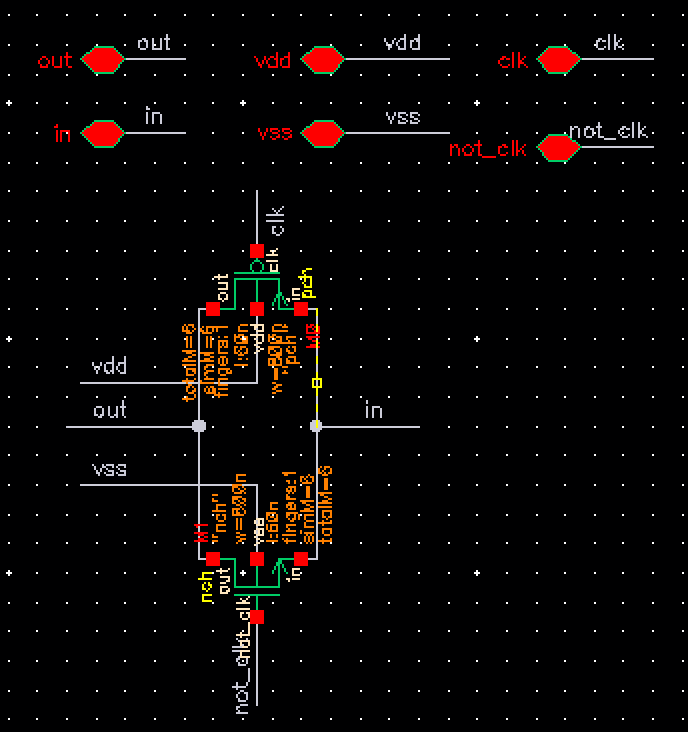 out out
vdd vdd
clk clk
in in
vss vss
not_clk not_clk
clk
clk
out
in
pch
totalM=6
simM=6
fingers:1
l:60n
vdd
w=800n
"pch"
M0
vdd
out
in
vss
M1
"nch"
w=600n
vss
l:60n
fingers:1
simM=6
totalM=6
nch
out
in
not_clk
not_clk